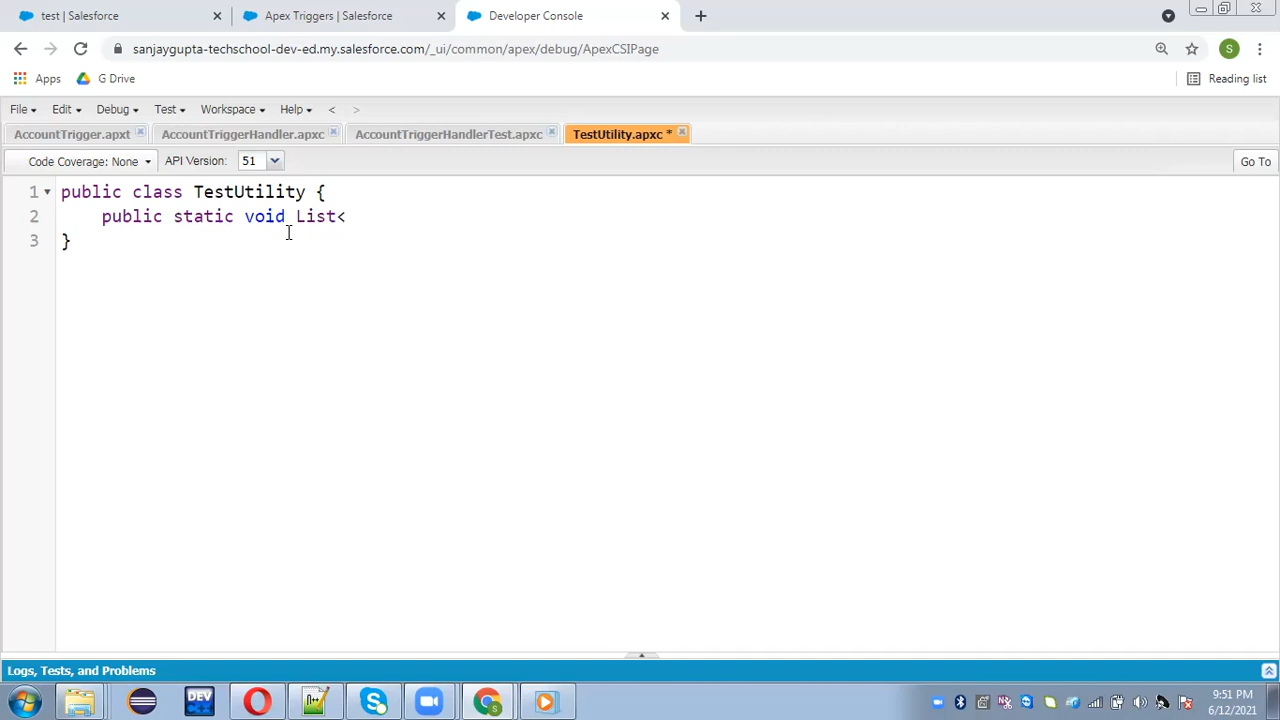 test | Salesforce
Apex Triggers | Salesforce
Developer Console
sanjaygupta-techschool-dev-ed.my.salesforce.com/_ui/common/apex/debug/ApexCSIPage
S
Apps
G Drive
Reading list
File
Edit
Debug
Test
Workspace
Help
<
>
AccountTrigger.apxt
AccountTriggerHandler.apxc
AccountTriggerHandlerTest.apxc
TestUtility.apxc *
Code Coverage: None
API Version:
51
Go To
1 public class TestUtility {
2 public static void List<
3 }
Logs, Tests, and Problems
DEV
S
9:51 PM
6/12/2021